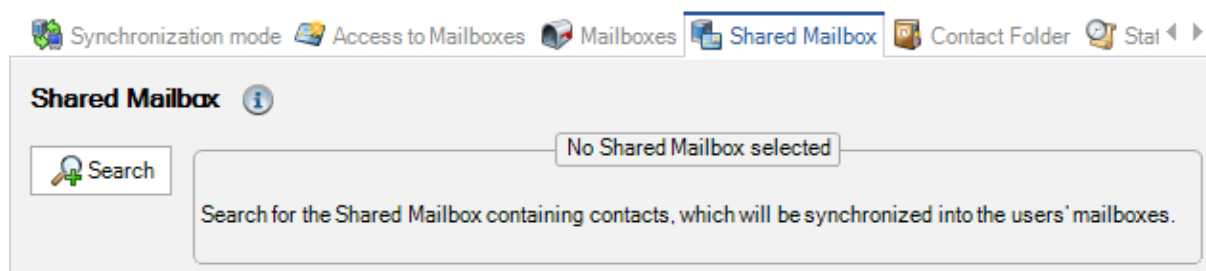 Synchronization mode Access to Mailboxes Mailboxes Shared Mailbox Contact Folder Stat
Shared Mailbox
No Shared Mailbox selected
Search
Search for the Shared Mailbox containing contacts, which will be synchronized into the users' mailboxes.